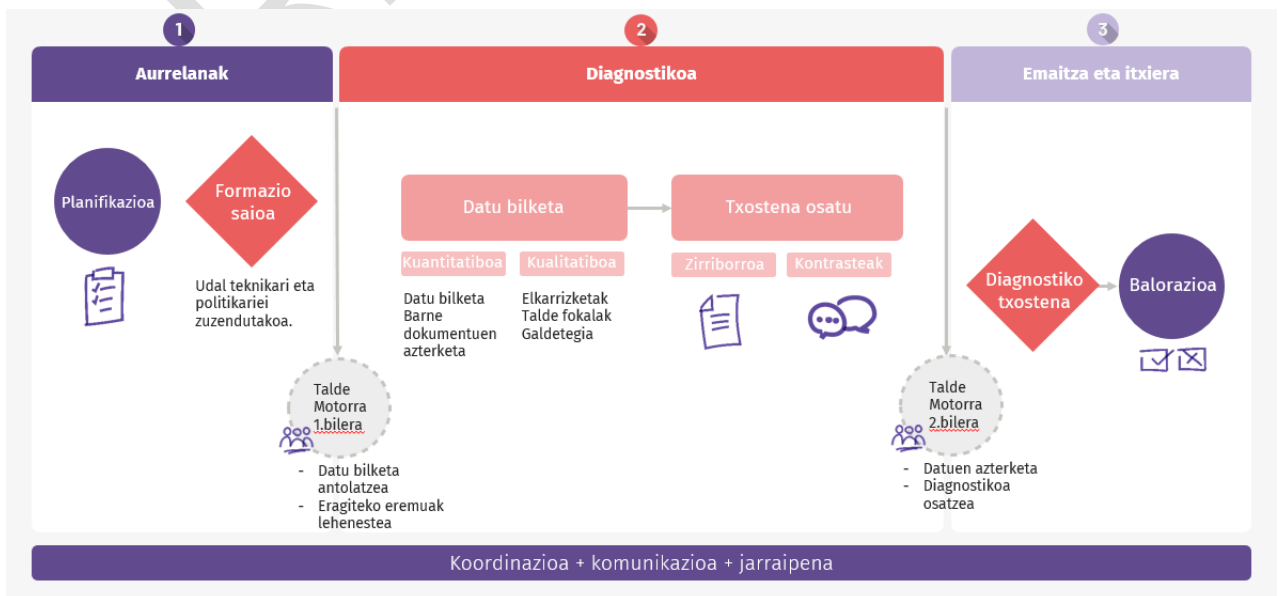 1
Aurrelanak
Planifikazioa
Formazio
saioa
Udal teknikari eta
politikariei
zuzendutakoa.
Talde
Motorra
1.bilera
- Datu bilketa
antolatzea
- Eragiteko eremuak
lehenestea
2
Diagnostikoa
Datu bilketa
Kuantitatiboa
Datu bilketa
Barne
dokumentuen
azterketa
Kualitatiboa
Elkarrizketak
Talde fokalak
Galdetegia
Txostena osatu
Zirriborroa
Kontrasteak
Talde
Motorra
2.bilera
- Datuen azterketa
- Diagnostikoa
osatzea
3
Emaitza eta itxiera
Diagnostiko
txostena
Balorazioa
Koordinazioa + komunikazioa + jarraipena